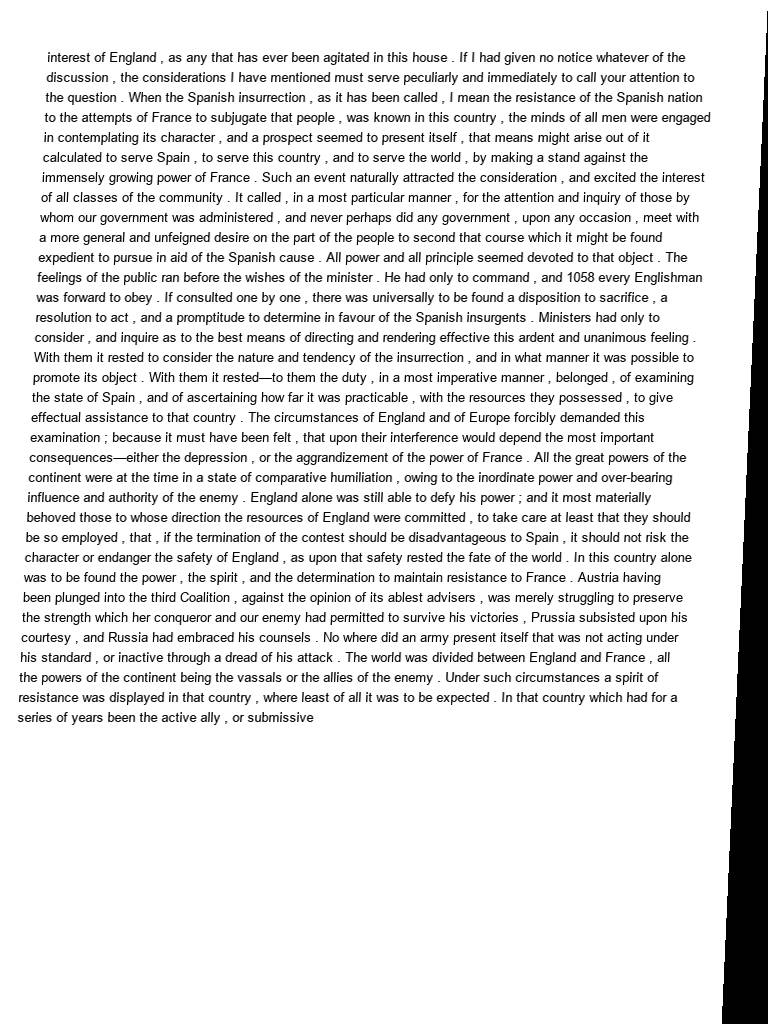 interest of England , as any that has ever been agitated in this house . If I had given no notice whatever of the
discussion , the considerations I have mentioned must serve peculiarly and immediately to call your attention to
the question . When the Spanish insurrection , as it has been called , I mean the resistance of the Spanish nation
to the attempts of France to subjugate that people , was known in this country , the minds of all men were engaged
in contemplating its character , and a prospect seemed to present itself , that means might arise out of it
calculated to serve Spain , to serve this country , and to serve the world , by making a stand against the
immensely growing power of France . Such an event naturally attracted the consideration , and excited the interest
of all classes of the community . It called , in a most particular manner , for the attention and inquiry of those by
whom our government was administered , and never perhaps did any government , upon any occasion , meet with
a more general and unfeigned desire on the part of the people to second that course which it might be found
expedient to pursue in aid of the Spanish cause . All power and all principle seemed devoted to that object . The
feelings of the public ran before the wishes of the minister . He had only to command , and 1058 every Englishman
was forward to obey . If consulted one by one , there was universally to be found a disposition to sacrifice , a
resolution to act , and a promptitude to determine in favour of the Spanish insurgents . Ministers had only to
consider , and inquire as to the best means of directing and rendering effective this ardent and unanimous feeling .
With them it rested to consider the nature and tendency of the insurrection , and in what manner it was possible to
promote its object . With them it rested—to them the duty , in a most imperative manner , belonged , of examining
the state of Spain , and of ascertaining how far it was practicable , with the resources they possessed , to give
effectual assistance to that country . The circumstances of England and of Europe forcibly demanded this
examination ; because it must have been felt , that upon their interference would depend the most important
consequences—either the depression , or the aggrandizement of the power of France . All the great powers of the
continent were at the time in a state of comparative humiliation , owing to the inordinate power and over-bearing
influence and authority of the enemy . England alone was still able to defy his power ; and it most materially
behoved those to whose direction the resources of England were committed , to take care at least that they should
be so employed , that , if the termination of the contest should be disadvantageous to Spain , it should not risk the
character or endanger the safety of England , as upon that safety rested the fate of the world . In this country alone
was to be found the power , the spirit , and the determination to maintain resistance to France . Austria having
been plunged into the third Coalition , against the opinion of its ablest advisers , was merely struggling to preserve
the strength which her conqueror and our enemy had permitted to survive his victories , Prussia subsisted upon his
courtesy , and Russia had embraced his counsels . No where did an army present itself that was not acting under
his standard , or inactive through a dread of his attack . The world was divided between England and France , all
the powers of the continent being the vassals or the allies of the enemy . Under such circumstances a spirit of
resistance was displayed in that country , where least of all it was to be expected . In that country which had for a
series of years been the active ally , or submissive